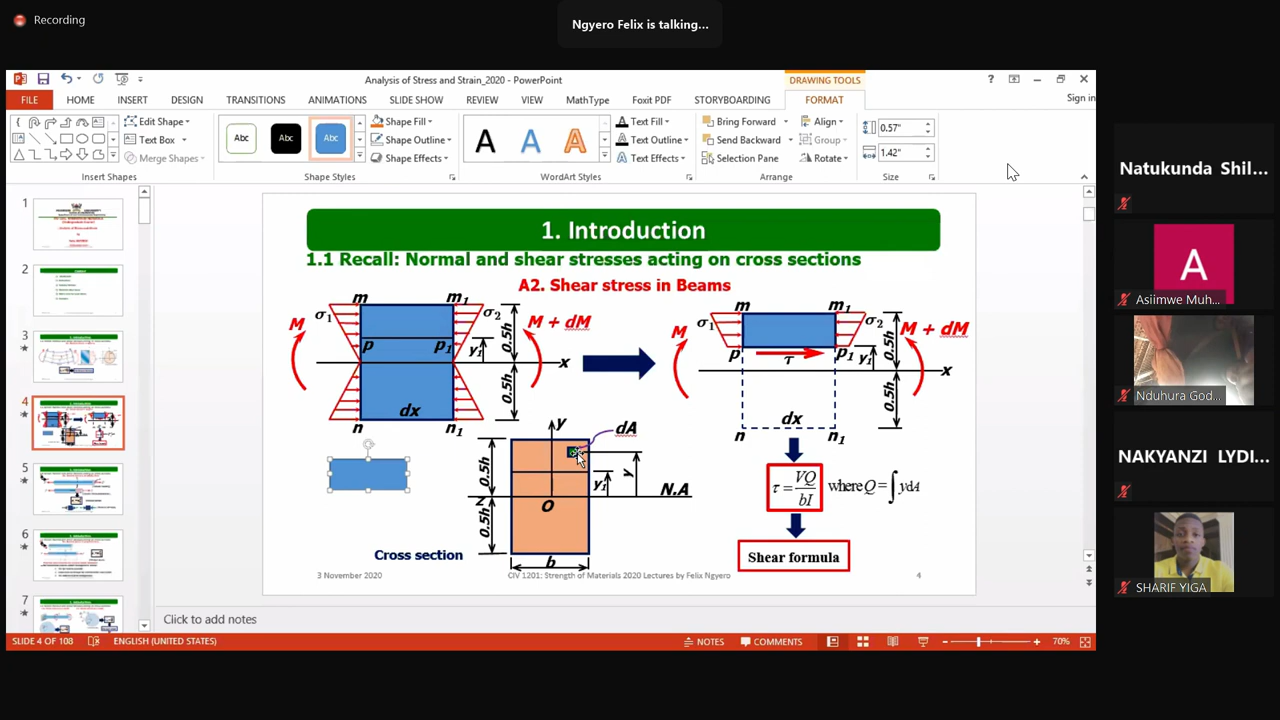 Recording
Ngyero Felix is talking...
Analysis of Stress and Strain_2020 - PowerPoint
DRAWING TOOLS
FILE HOME INSERT DESIGN TRANSITIONS ANIMATIONS SLIDE SHOW REVIEW VIEW MathType Foxit PDF STORYBOARDING FORMAT
Sign in
Edit Shape
Text Box
Merge Shapes
Insert Shapes
Abc Abc Abc
Shape Fill
Shape Outline
Shape Effects
Shape Styles
A A A
Text Fill
Text Outline
Text Effects
WordArt Styles
Bring Forward
Send Backward
Selection Pane
Align
Group
Rotate
Arrange
0.57"
1.42"
Size
1
2
3
4
5
6
7
1. Introduction
1.1 Recall: Normal and shear stresses acting on cross sections
A2. Shear stress in Beams
m m₁
σ₁ σ₂
M M + dM
p p₁ y₁
0.5h
x
0.5h
dx
n n₁
m m₁
σ₁ σ₂
M M + dM
p τ p₁ y₁
0.5h
x
0.5h
dx
n n₁
y
dA
0.5h
y₁ y
z
O
N.A
0.5h
b
Cross section
τ = VQ/bI where Q = ∫ ydA
Shear formula
3 November 2020
CIV 1201: Strength of Materials 2020 Lectures by Felix Ngyero
4
Click to add notes
SLIDE 4 OF 108
ENGLISH (UNITED STATES)
NOTES
COMMENTS
70%
Natukunda Shil...
A
Asiimwe Muh...
Nduhura God...
NAKYANZI LYDI...
SHARIF YIGA